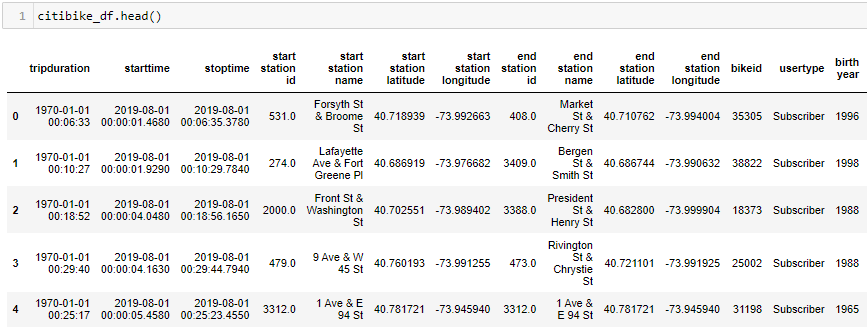 1 citibike_df.head()
tripduration starttime stoptime start station id start station name start station latitude start station longitude end station id end station name end station latitude end station longitude bikeid usertype birth year
0 1970-01-01 00:06:33 2019-08-01 00:00:01.4680 2019-08-01 00:06:35.3780 531.0 Forsyth St & Broome St 40.718939 -73.992663 408.0 Market St & Cherry St 40.710762 -73.994004 35305 Subscriber 1996
1 1970-01-01 00:10:27 2019-08-01 00:00:01.9290 2019-08-01 00:10:29.7840 274.0 Lafayette Ave & Fort Greene Pl 40.686919 -73.976682 3409.0 Bergen St & Smith St 40.686744 -73.990632 38822 Subscriber 1998
2 1970-01-01 00:18:52 2019-08-01 00:00:04.0480 2019-08-01 00:18:56.1650 2000.0 Front St & Washington St 40.702551 -73.989402 3388.0 President St & Henry St 40.682800 -73.999904 18373 Subscriber 1988
3 1970-01-01 00:29:40 2019-08-01 00:00:04.1630 2019-08-01 00:29:44.7940 479.0 9 Ave & W 45 St 40.760193 -73.991255 473.0 Rivington St & Chrystie St 40.721101 -73.991925 25002 Subscriber 1988
4 1970-01-01 00:25:17 2019-08-01 00:00:05.4580 2019-08-01 00:25:23.4550 3312.0 1 Ave & E 94 St 40.781721 -73.945940 3312.0 1 Ave & E 94 St 40.781721 -73.945940 31198 Subscriber 1965